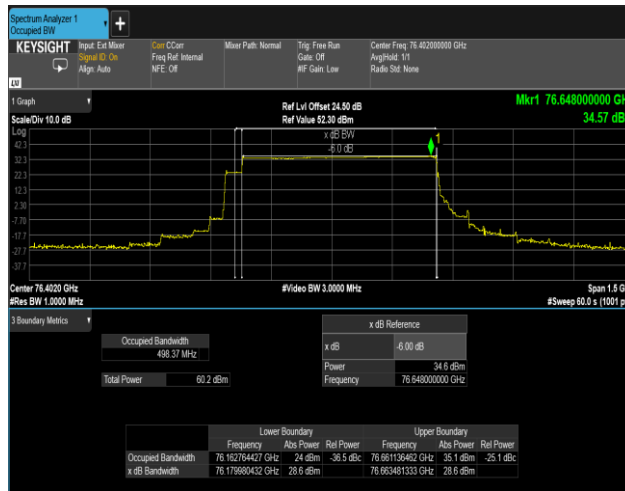 Spectrum Analyzer 1
Occupied BW
KEYSIGHT
Input: Ext Mixer
Signal ID: On
Align: Auto
Corr CCorr
Freq Ref: Internal
NFE: Off
Mixer Path: Normal
Trig: Free Run
Gate: Off
#IF Gain: Low
Center Freq: 76.402000000 GHz
Avg|Hold: 1/1
Radio Std: None
LXI
1 Graph
Scale/Div 10.0 dB
Ref Lvl Offset 24.50 dB
Ref Value 52.30 dBm
Mkr1 76.648000000 GH
34.57 dB
Log
x dB BW
-6.0 dB
1
42.3
32.3
22.3
12.3
2.30
-7.70
-17.7
-27.7
-37.7
Center 76.4020 GHz
#Video BW 3.0000 MHz
Span 1.5 G
#Res BW 1.0000 MHz
#Sweep 60.0 s (1001 p
3 Boundary Metrics
Occupied Bandwidth
498.37 MHz
Total Power 60.2 dBm
x dB Reference
x dB -6.00 dB
Power 34.6 dBm
Frequency 76.648000000 GHz
Lower Boundary Upper Boundary
Frequency Abs Power Rel Power Frequency Abs Power Rel Power
Occupied Bandwidth 76.162764427 GHz 24 dBm -36.5 dBc 76.661136462 GHz 35.1 dBm -25.1 dBc
x dB Bandwidth 76.179980432 GHz 28.6 dBm 76.663481333 GHz 28.6 dBm